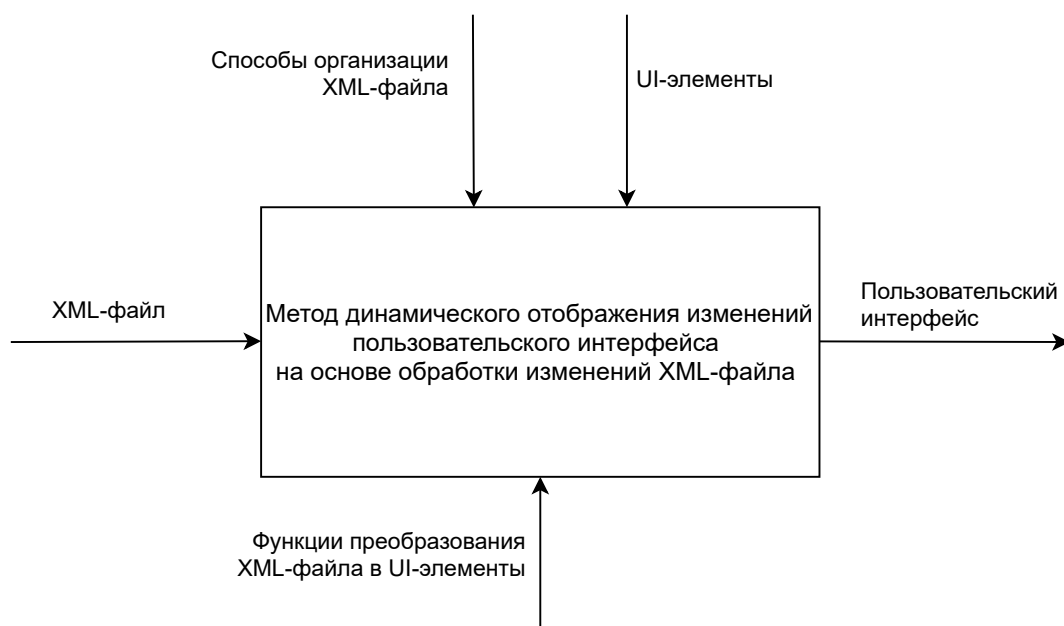 Способы организации
XML-файла
UI-элементы
XML-файл
Метод динамического отображения изменений
пользовательского интерфейса
на основе обработки изменений XML-файла
Пользовательский
интерфейс
Функции преобразования
XML-файла в UI-элементы